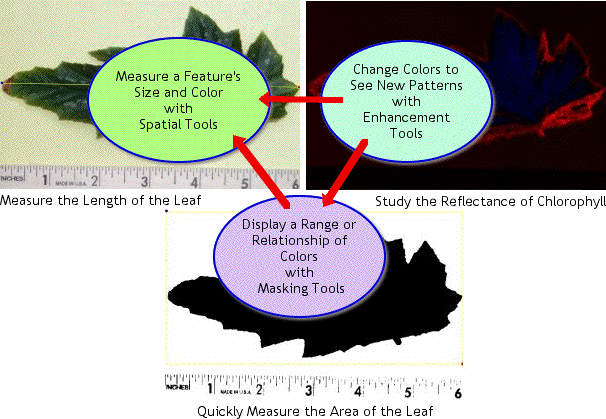 Measure a Feature's
Size and Color
with
Spatial Tools
Change Colors to
See New Patterns
with
Enhancement
Tools
INCHES 1 MADE IN U.S.A. 2 3 4 5 6
Measure the Length of the Leaf
Study the Reflectance of Chlorophyll
Display a Range or
Relationship of
Colors
with
Masking Tools
INCHES 1 MADE IN U.S.A. 2 3 4 5 6
Quickly Measure the Area of the Leaf